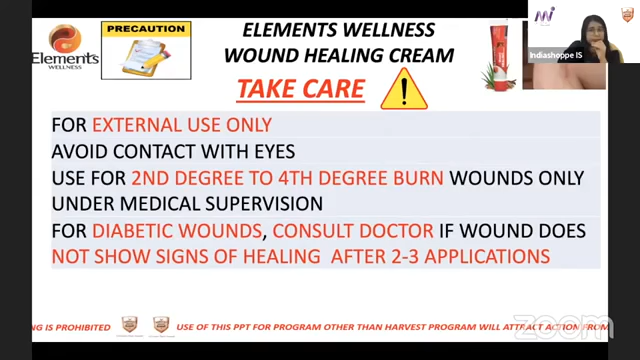 PRECAUTION
Elements
WELLNESS
ELEMENTS WELLNESS
WOUND HEALING CREAM
TAKE CARE
Indiashoppe IS
FOR EXTERNAL USE ONLY
AVOID CONTACT WITH EYES
USE FOR 2ND DEGREE TO 4TH DEGREE BURN WOUNDS ONLY
UNDER MEDICAL SUPERVISION
FOR DIABETIC WOUNDS, CONSULT DOCTOR IF WOUND DOES
NOT SHOW SIGNS OF HEALING AFTER 2-3 APPLICATIONS
NG IS PROHIBITED
USE OF THIS PPT FOR PROGRAM OTHER THAN HARVEST PROGRAM WILL ATTRACT ACTION FROM
zoom